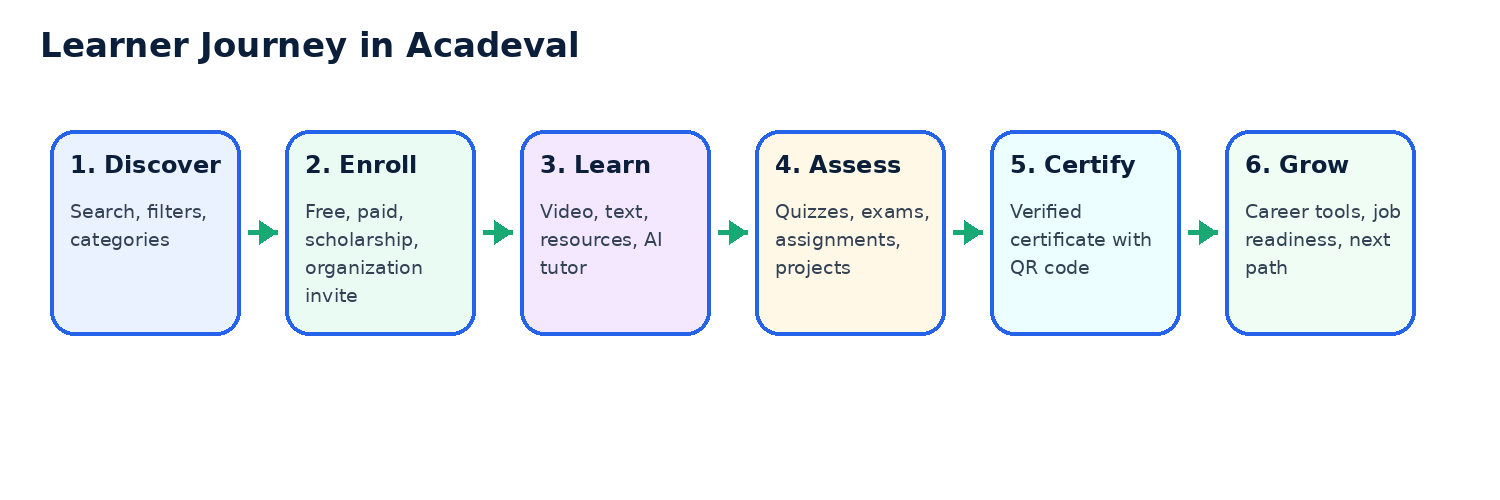 Learner Journey in Acadeval
1. Discover
Search, filters,
categories
2. Enroll
Free, paid,
scholarship,
organization
invite
3. Learn
Video, text,
resources, AI
tutor
4. Assess
Quizzes, exams,
assignments,
projects
5. Certify
Verified
certificate with
QR code
6. Grow
Career tools, job
readiness, next
path